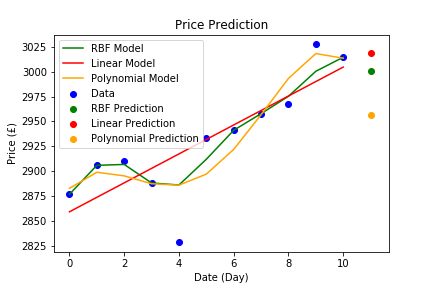 Price Prediction
RBF Model
Linear Model
Polynomial Model
Data
RBF Prediction
Linear Prediction
Polynomial Prediction
Price (£)
3025
3000
2975
2950
2925
2900
2875
2850
2825
0 2 4 6 8 10
Date (Day)